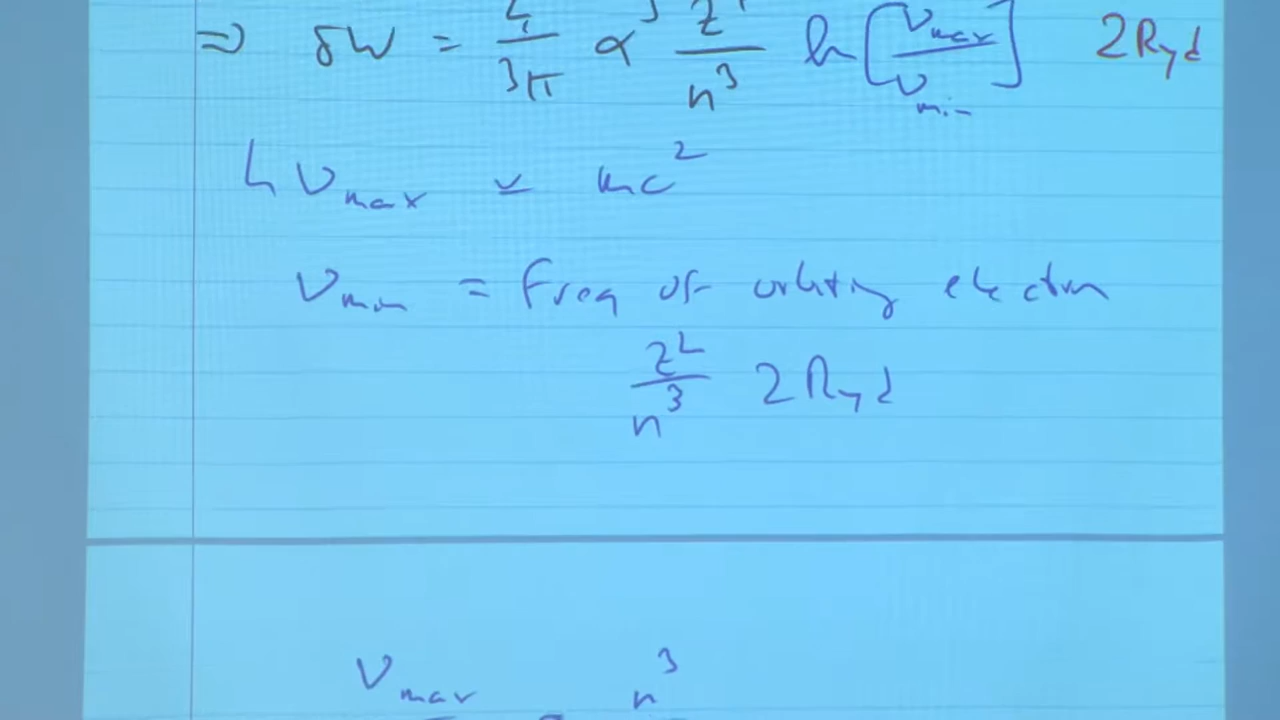 ⇒ δW = 4/3π α³ Z⁴/n³ ln[ν_max/ν_min] 2Ryd
hν_max ≃ mc²
ν_min = Freq of orbiting electron
Z²/n³ 2Ryd
ν_max n³